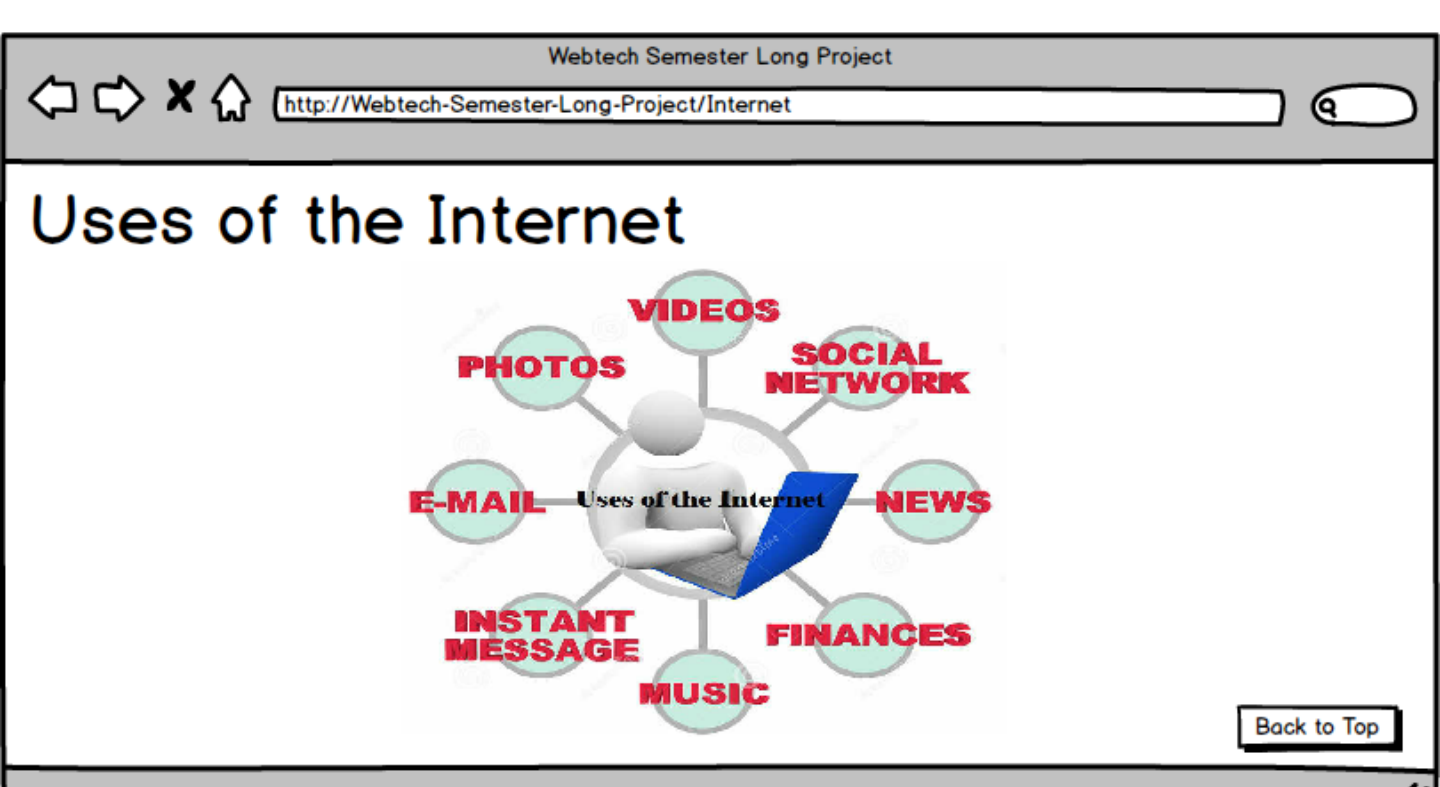 Webtech Semester Long Project
http://Webtech-Semester-Long-Project/Internet
Uses of the Internet
VIDEOS
PHOTOS
SOCIAL
NETWORK
E-MAIL
Uses of the Internet
NEWS
INSTANT
MESSAGE
FINANCES
MUSIC
Back to Top